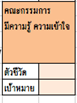 คณะกรรมการ
มีความรู้ ความเข้าใจ
ตัวชี้วัด
เป้าหมาย